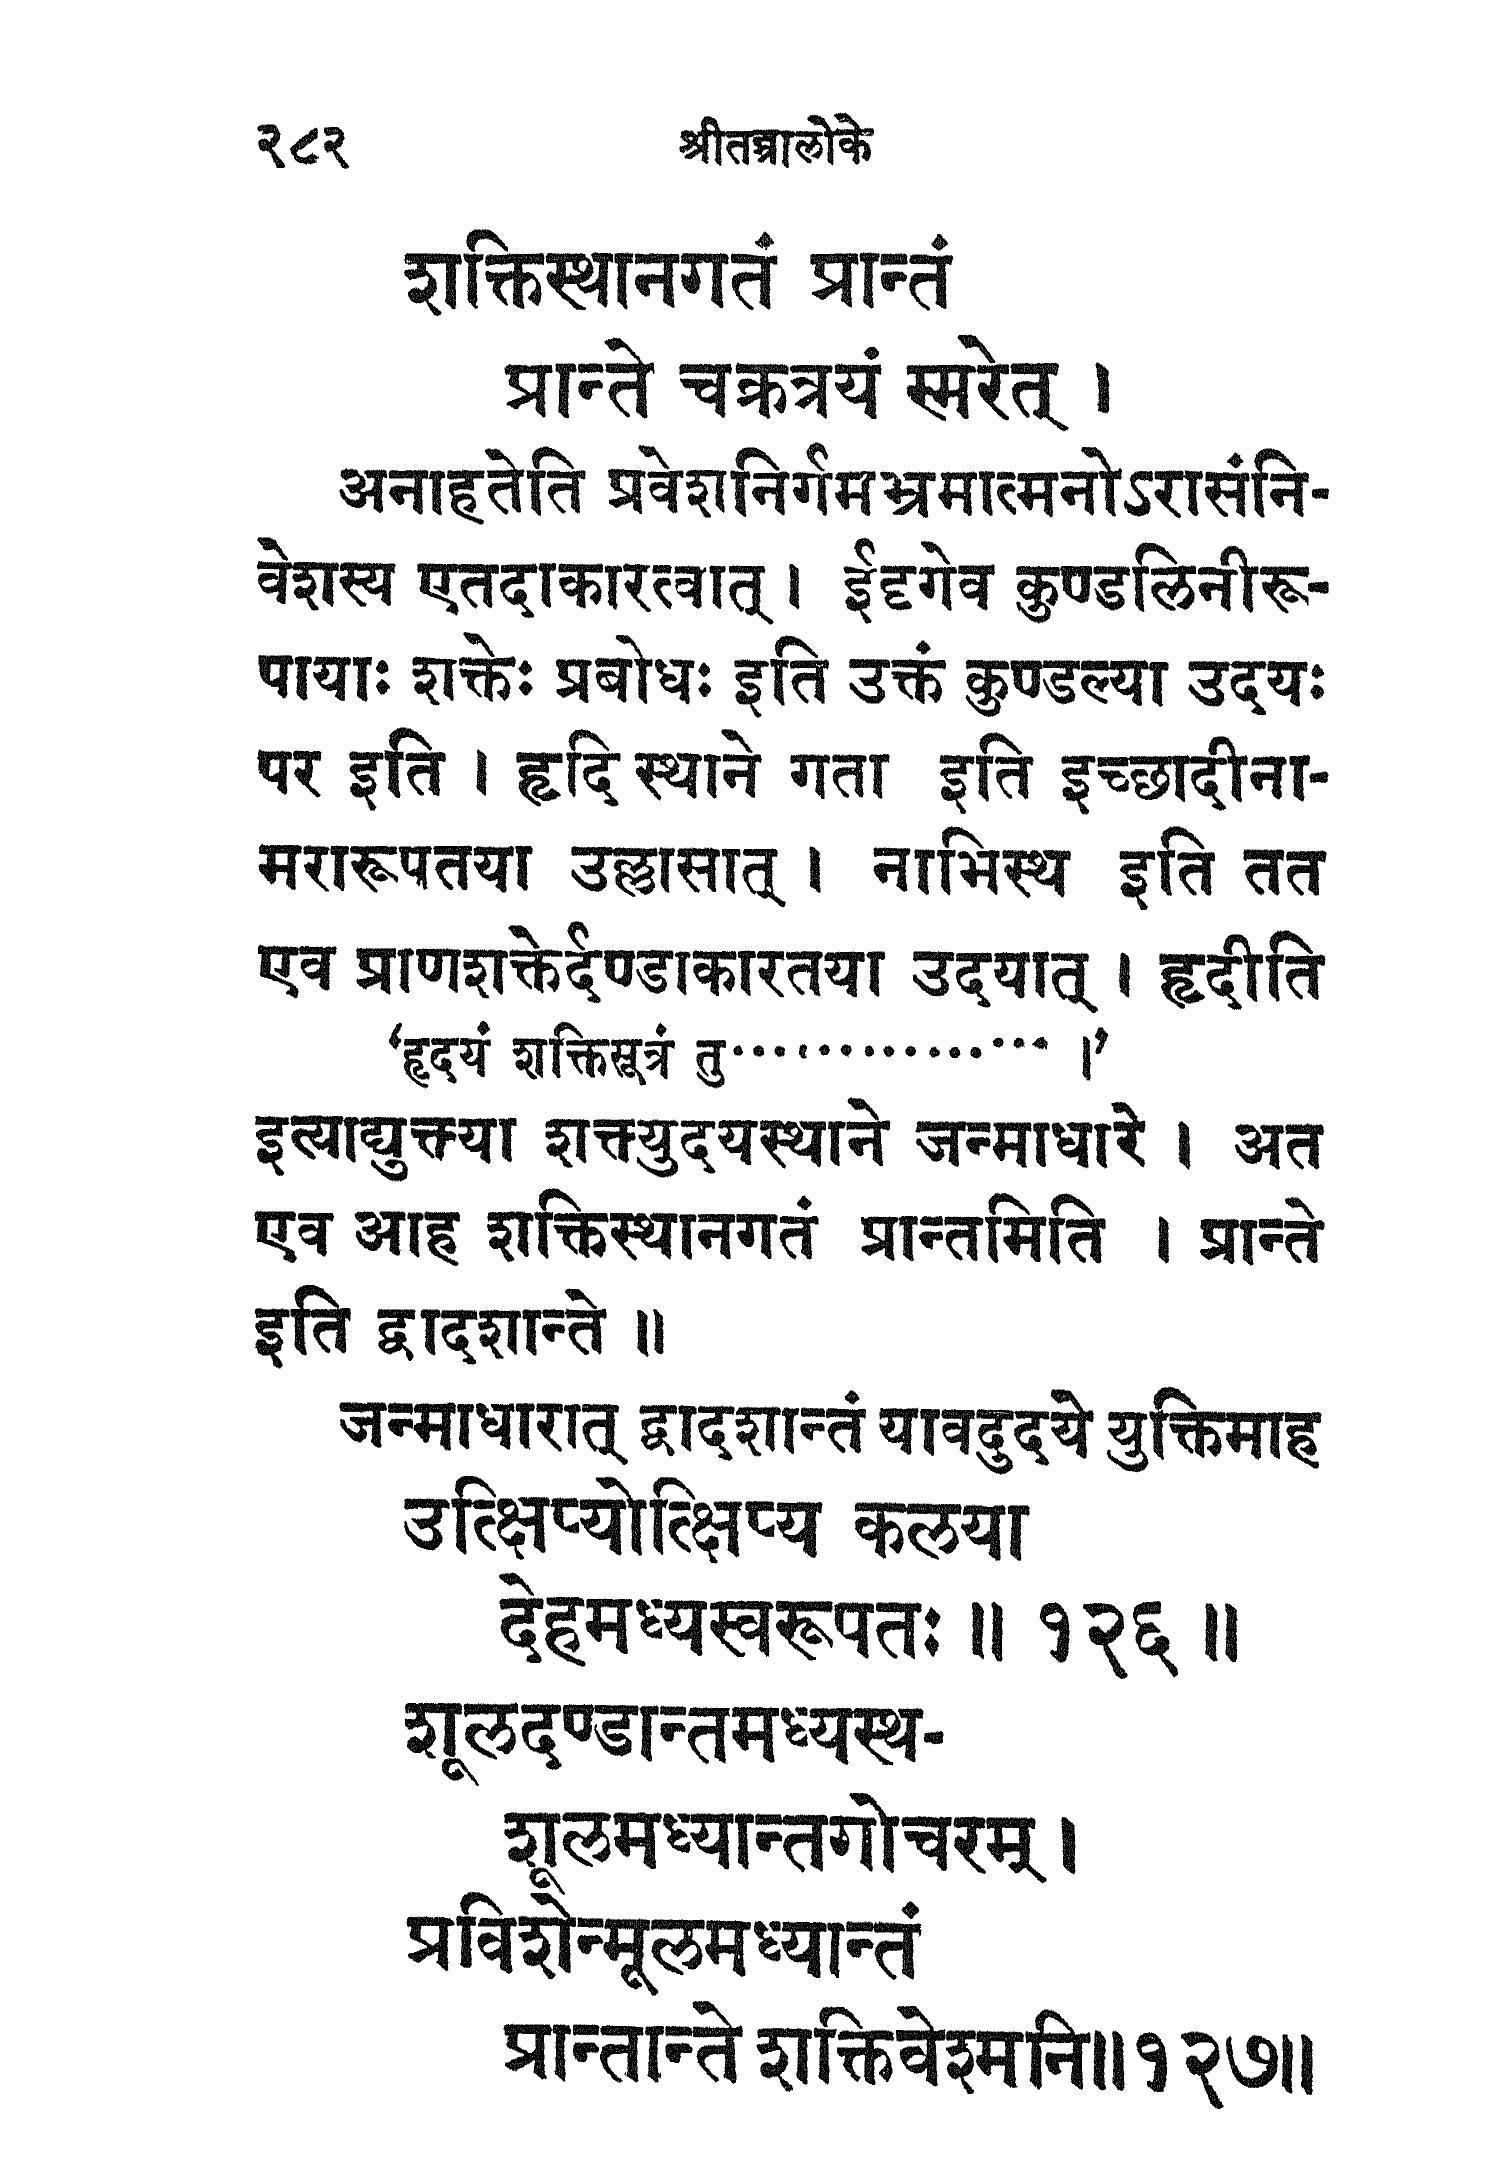 २८२ श्रीतन्त्रालोके
शक्तिस्थानगतं प्रान्तं
प्रान्ते चक्रत्रयं स्मरेत् ।
अनाहतेति प्रवेशनिर्गमभ्रमात्मनोऽरासंनि-
वेशस्य एतदाकारत्वात् । ईदृगेव कुण्डलिनीरू-
पायाः शक्तेः प्रबोधः इति उक्तं कुण्डल्या उदयः
पर इति । हृदि स्थाने गता इति इच्छादीना-
मरारूपतया उल्लासात् । नाभिस्थ इति तत
एव प्राणशक्तेर्दण्डाकारतया उदयात् । हृदीति
‘हृदयं शक्तिसूत्रं तु·················· ।’
इत्याद्युक्त्या शक्त्युदयस्थाने जन्माधारे । अत
एव आह शक्तिस्थानगतं प्रान्तमिति । प्रान्ते
इति द्वादशान्ते ॥
जन्माधारात् द्वादशान्तं यावदुदये युक्तिमाह
उत्क्षिप्योत्क्षिप्य कलया
देहमध्यस्वरूपतः ॥ १२६ ॥
शूलदण्डान्तमध्यस्थ-
शूलमध्यान्तगोचरम् ।
प्रविशेन्मूलमध्यान्तं
प्रान्तान्ते शक्तिवेश्मनि॥१२७॥